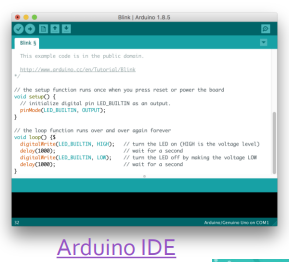 Blink | Arduino 1.8.5
Blink §
This example code is in the public domain.
http://www.arduino.cc/en/Tutorial/Blink
*/
// the setup function runs once when you press reset or power the board
void setup() {
// initialize digital pin LED_BUILTIN as an output.
pinMode(LED_BUILTIN, OUTPUT);
}
// the loop function runs over and over again forever
void loop() {$
digitalWrite(LED_BUILTIN, HIGH); // turn the LED on (HIGH is the voltage level)
delay(1000); // wait for a second
digitalWrite(LED_BUILTIN, LOW); // turn the LED off by making the voltage LOW
delay(1000); // wait for a second
}
Arduino/Genuino Uno on COM1
Arduino IDE